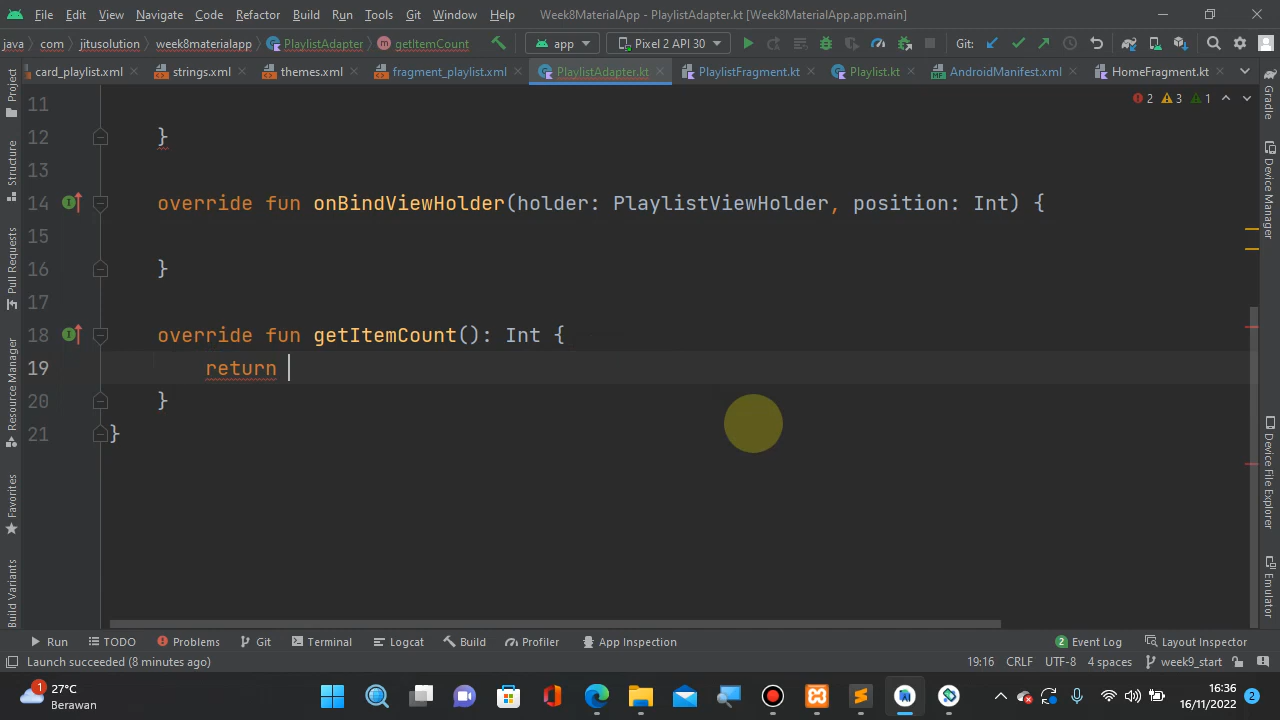 File Edit View Navigate Code Refactor Build Run Tools Git Window Help Week8MaterialApp - PlaylistAdapter.kt [Week8MaterialApp.app.main]
java com jitusolution week8materialapp PlaylistAdapter getItemCount app Pixel 2 API 30 Git:
card_playlist.xml strings.xml themes.xml fragment_playlist.xml PlaylistAdapter.kt PlaylistFragment.kt Playlist.kt AndroidManifest.xml HomeFragment.kt
Project
Structure
Pull Requests
Resource Manager
Favorites
Build Variants
2 3 1
11
12 }
13
14 override fun onBindViewHolder(holder: PlaylistViewHolder, position: Int) {
15
16 }
17
18 override fun getItemCount(): Int {
19 return
20 }
21 }
Gradle
Device Manager
Device File Explorer
Emulator
Run TODO Problems Git Terminal Logcat Build Profiler App Inspection 2 Event Log Layout Inspector
Launch succeeded (8 minutes ago) 19:16 CRLF UTF-8 4 spaces week9_start
1 27°C
Berawan
16:36
16/11/2022 2